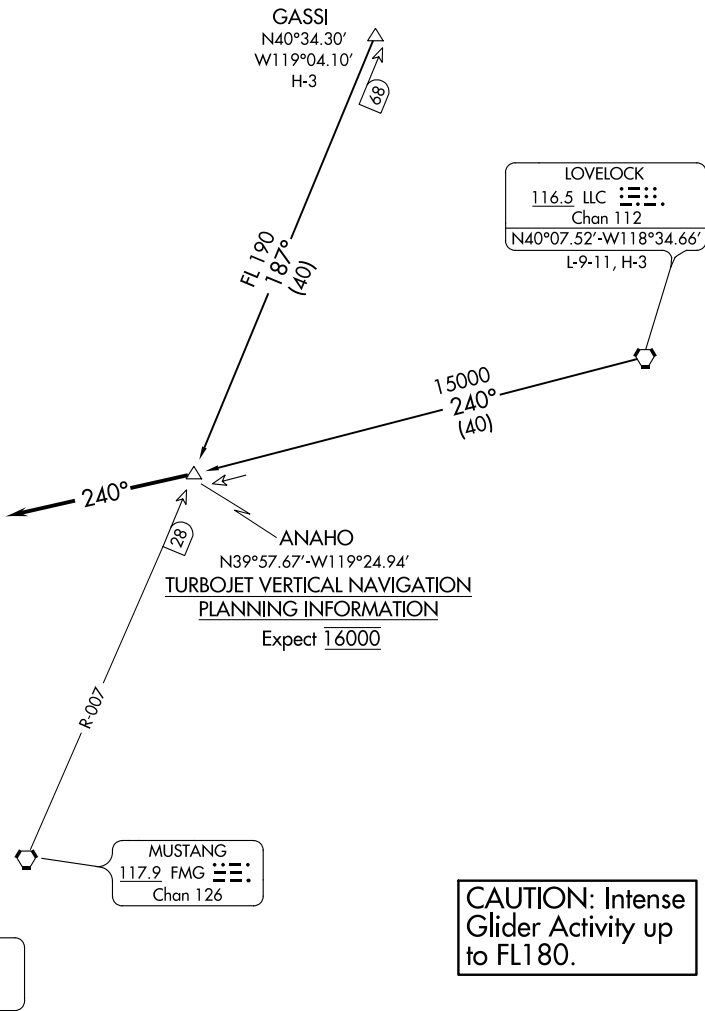 GASSI
N40°34.30′
W119°04.10′
H-3
68
FL 190
187°
(40)
LOVELOCK
116.5 LLC
Chan 112
N40°07.52′-W118°34.66′
L-9-11, H-3
15000
240°
(40)
240°
28
ANAHO
N39°57.67′-W119°24.94′
TURBOJET VERTICAL NAVIGATION
PLANNING INFORMATION
Expect 16000
R-007
MUSTANG
117.9 FMG
Chan 126
CAUTION: Intense
Glider Activity up
to FL180.